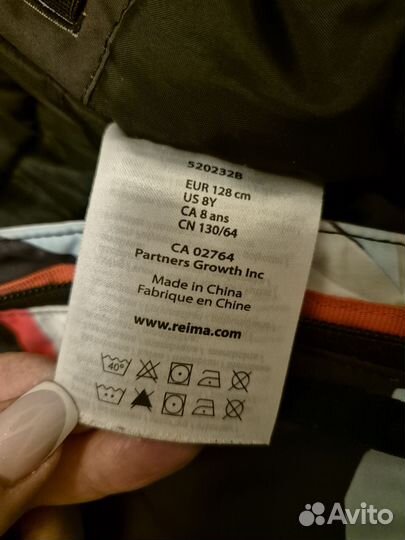 520232B
EUR 128 cm
US 8Y
CA 8 ans
CN 130/64
CA 02764
Partners Growth Inc
Made in China
Fabrique en Chine
www.reima.com
40°
Avito